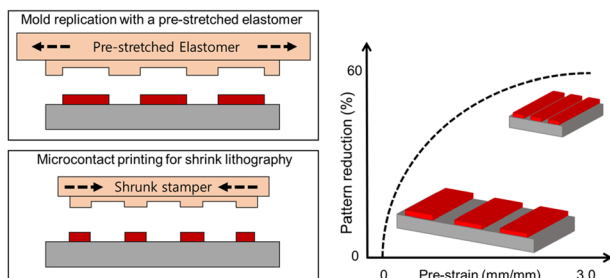 Mold replication with a pre-stretched elastomer
Pre-stretched Elastomer
Microcontact printing for shrink lithography
Shrunk stamper
Pattern reduction (%)
60
0
0
3.0
Pre-strain (mm/mm)